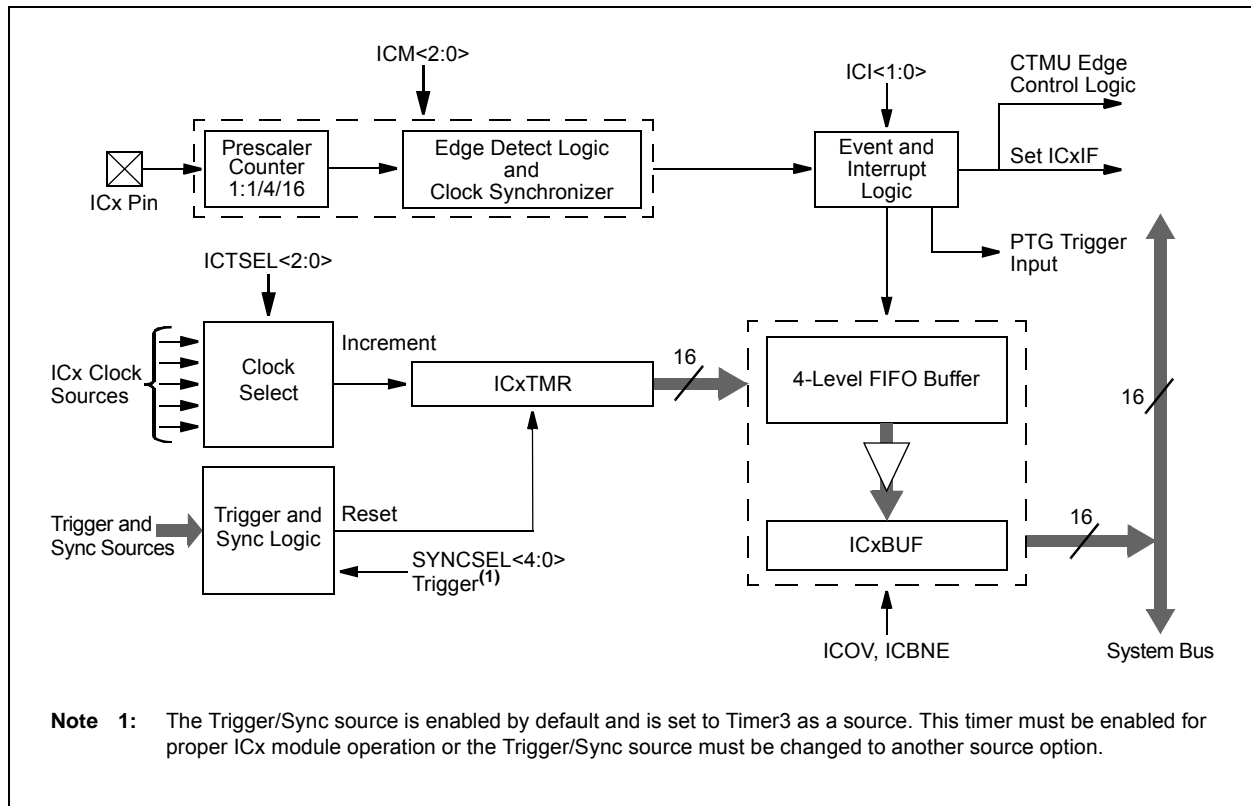 ICM<2:0>
ICI<1:0>
CTMU Edge
Control Logic
Prescaler
Counter
1:1/4/16
Edge Detect Logic
and
Clock Synchronizer
Event and
Interrupt
Logic
Set ICxIF
ICx Pin
PTG Trigger
Input
ICTSEL<2:0>
Increment
16
ICx Clock
Sources
Clock
Select
ICxTMR
4-Level FIFO Buffer
16
Trigger and
Sync Sources
Trigger and
Sync Logic
Reset
16
ICxBUF
SYNCSEL<4:0>
Trigger(1)
ICOV, ICBNE
System Bus
Note 1: The Trigger/Sync source is enabled by default and is set to Timer3 as a source. This timer must be enabled for
proper ICx module operation or the Trigger/Sync source must be changed to another source option.